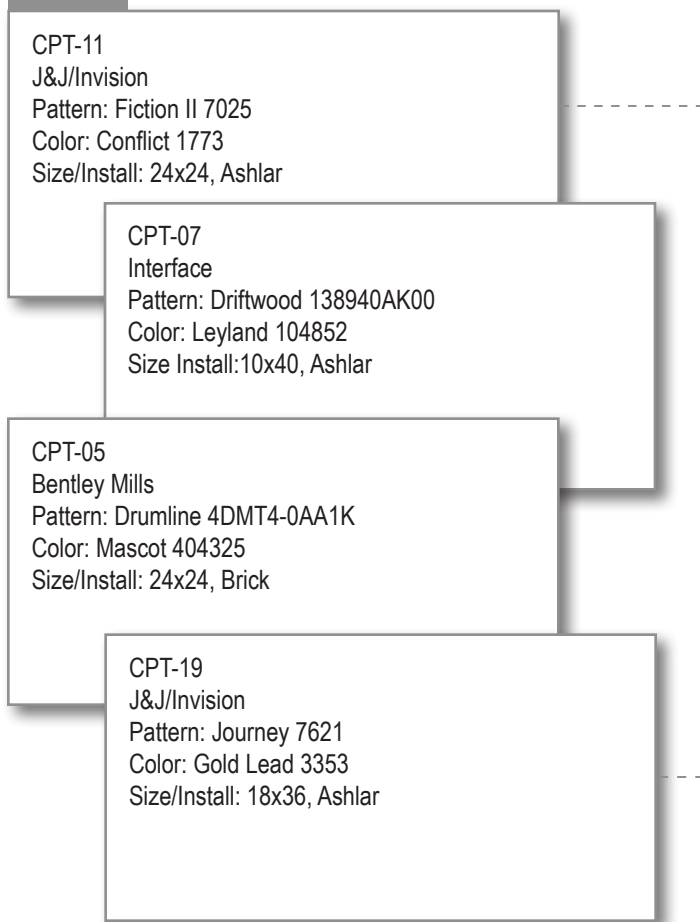 CPT-11
J&J/Invision
Pattern: Fiction II 7025
Color: Conflict 1773
Size/Install: 24x24, Ashlar
CPT-07
Interface
Pattern: Driftwood 138940AK00
Color: Leyland 104852
Size Install:10x40, Ashlar
CPT-05
Bentley Mills
Pattern: Drumline 4DMT4-0AA1K
Color: Mascot 404325
Size/Install: 24x24, Brick
CPT-19
J&J/Invision
Pattern: Journey 7621
Color: Gold Lead 3353
Size/Install: 18x36, Ashlar